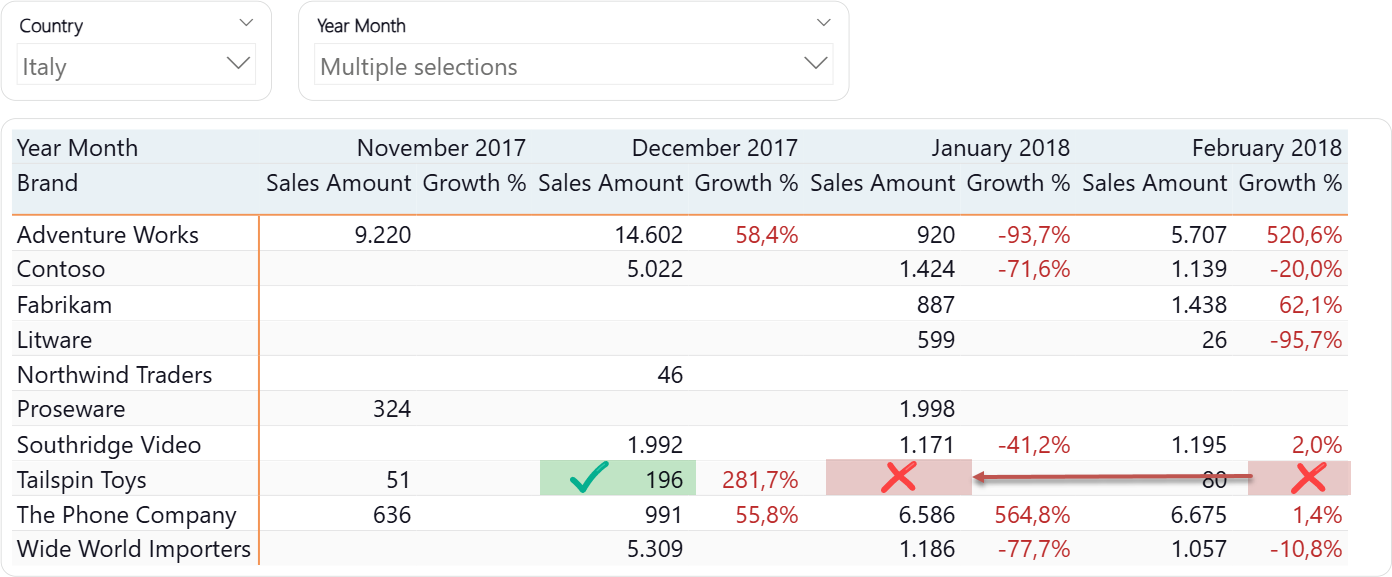 Country
Year Month
Italy
Multiple selections
Year Month November 2017 December 2017 January 2018 February 2018
Brand Sales Amount Growth % Sales Amount Growth % Sales Amount Growth % Sales Amount Growth %
Adventure Works 9.220 14.602 58,4% 920 -93,7% 5.707 520,6%
Contoso 5.022 1.424 -71,6% 1.139 -20,0%
Fabrikam 887 1.438 62,1%
Litware 599 26 -95,7%
Northwind Traders 46
Proseware 324 1.998
Southridge Video 1.992 1.171 -41,2% 1.195 2,0%
Tailspin Toys 51 196 281,7% 80
The Phone Company 636 991 55,8% 6.586 564,8% 6.675 1,4%
Wide World Importers 5.309 1.186 -77,7% 1.057 -10,8%